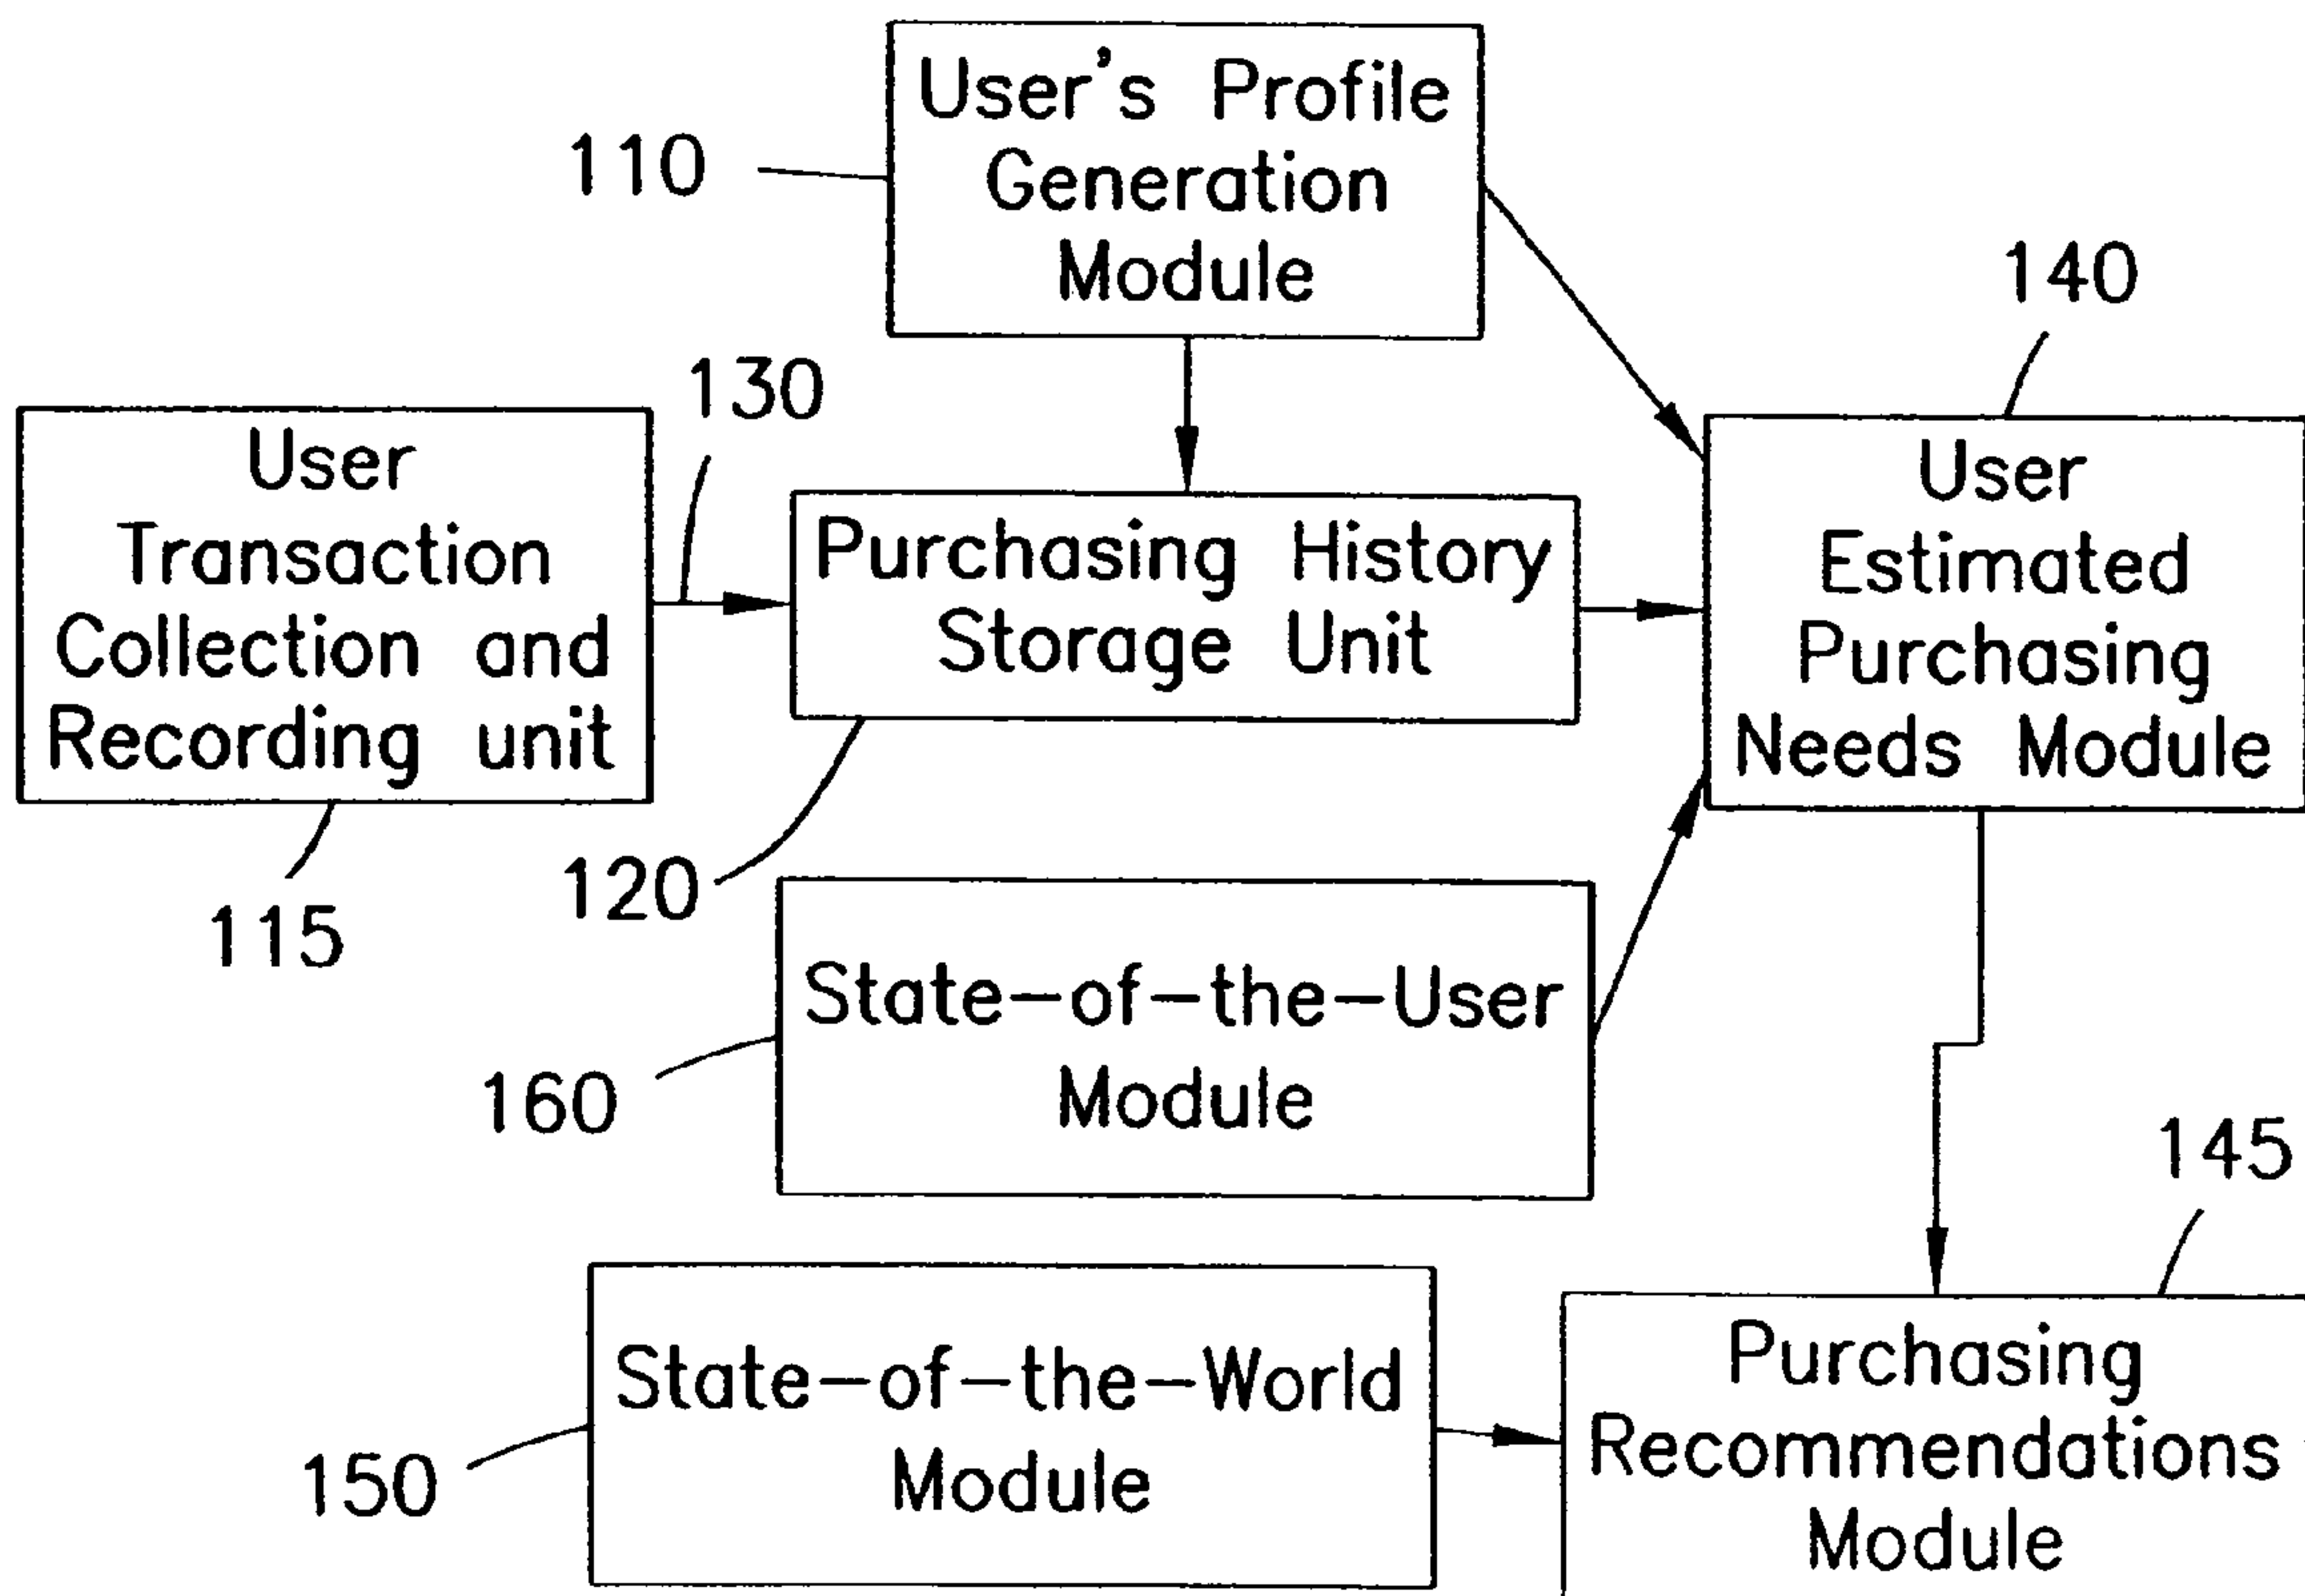 User's Profile
Generation
Module
110
140
130
User
Transaction
Collection and
Recording unit
Purchasing History
Storage Unit
User
Estimated
Purchasing
Needs Module
120
115
State-of-the-User
Module
160
145
State-of-the-World
Module
150
Purchasing
Recommendations
Module